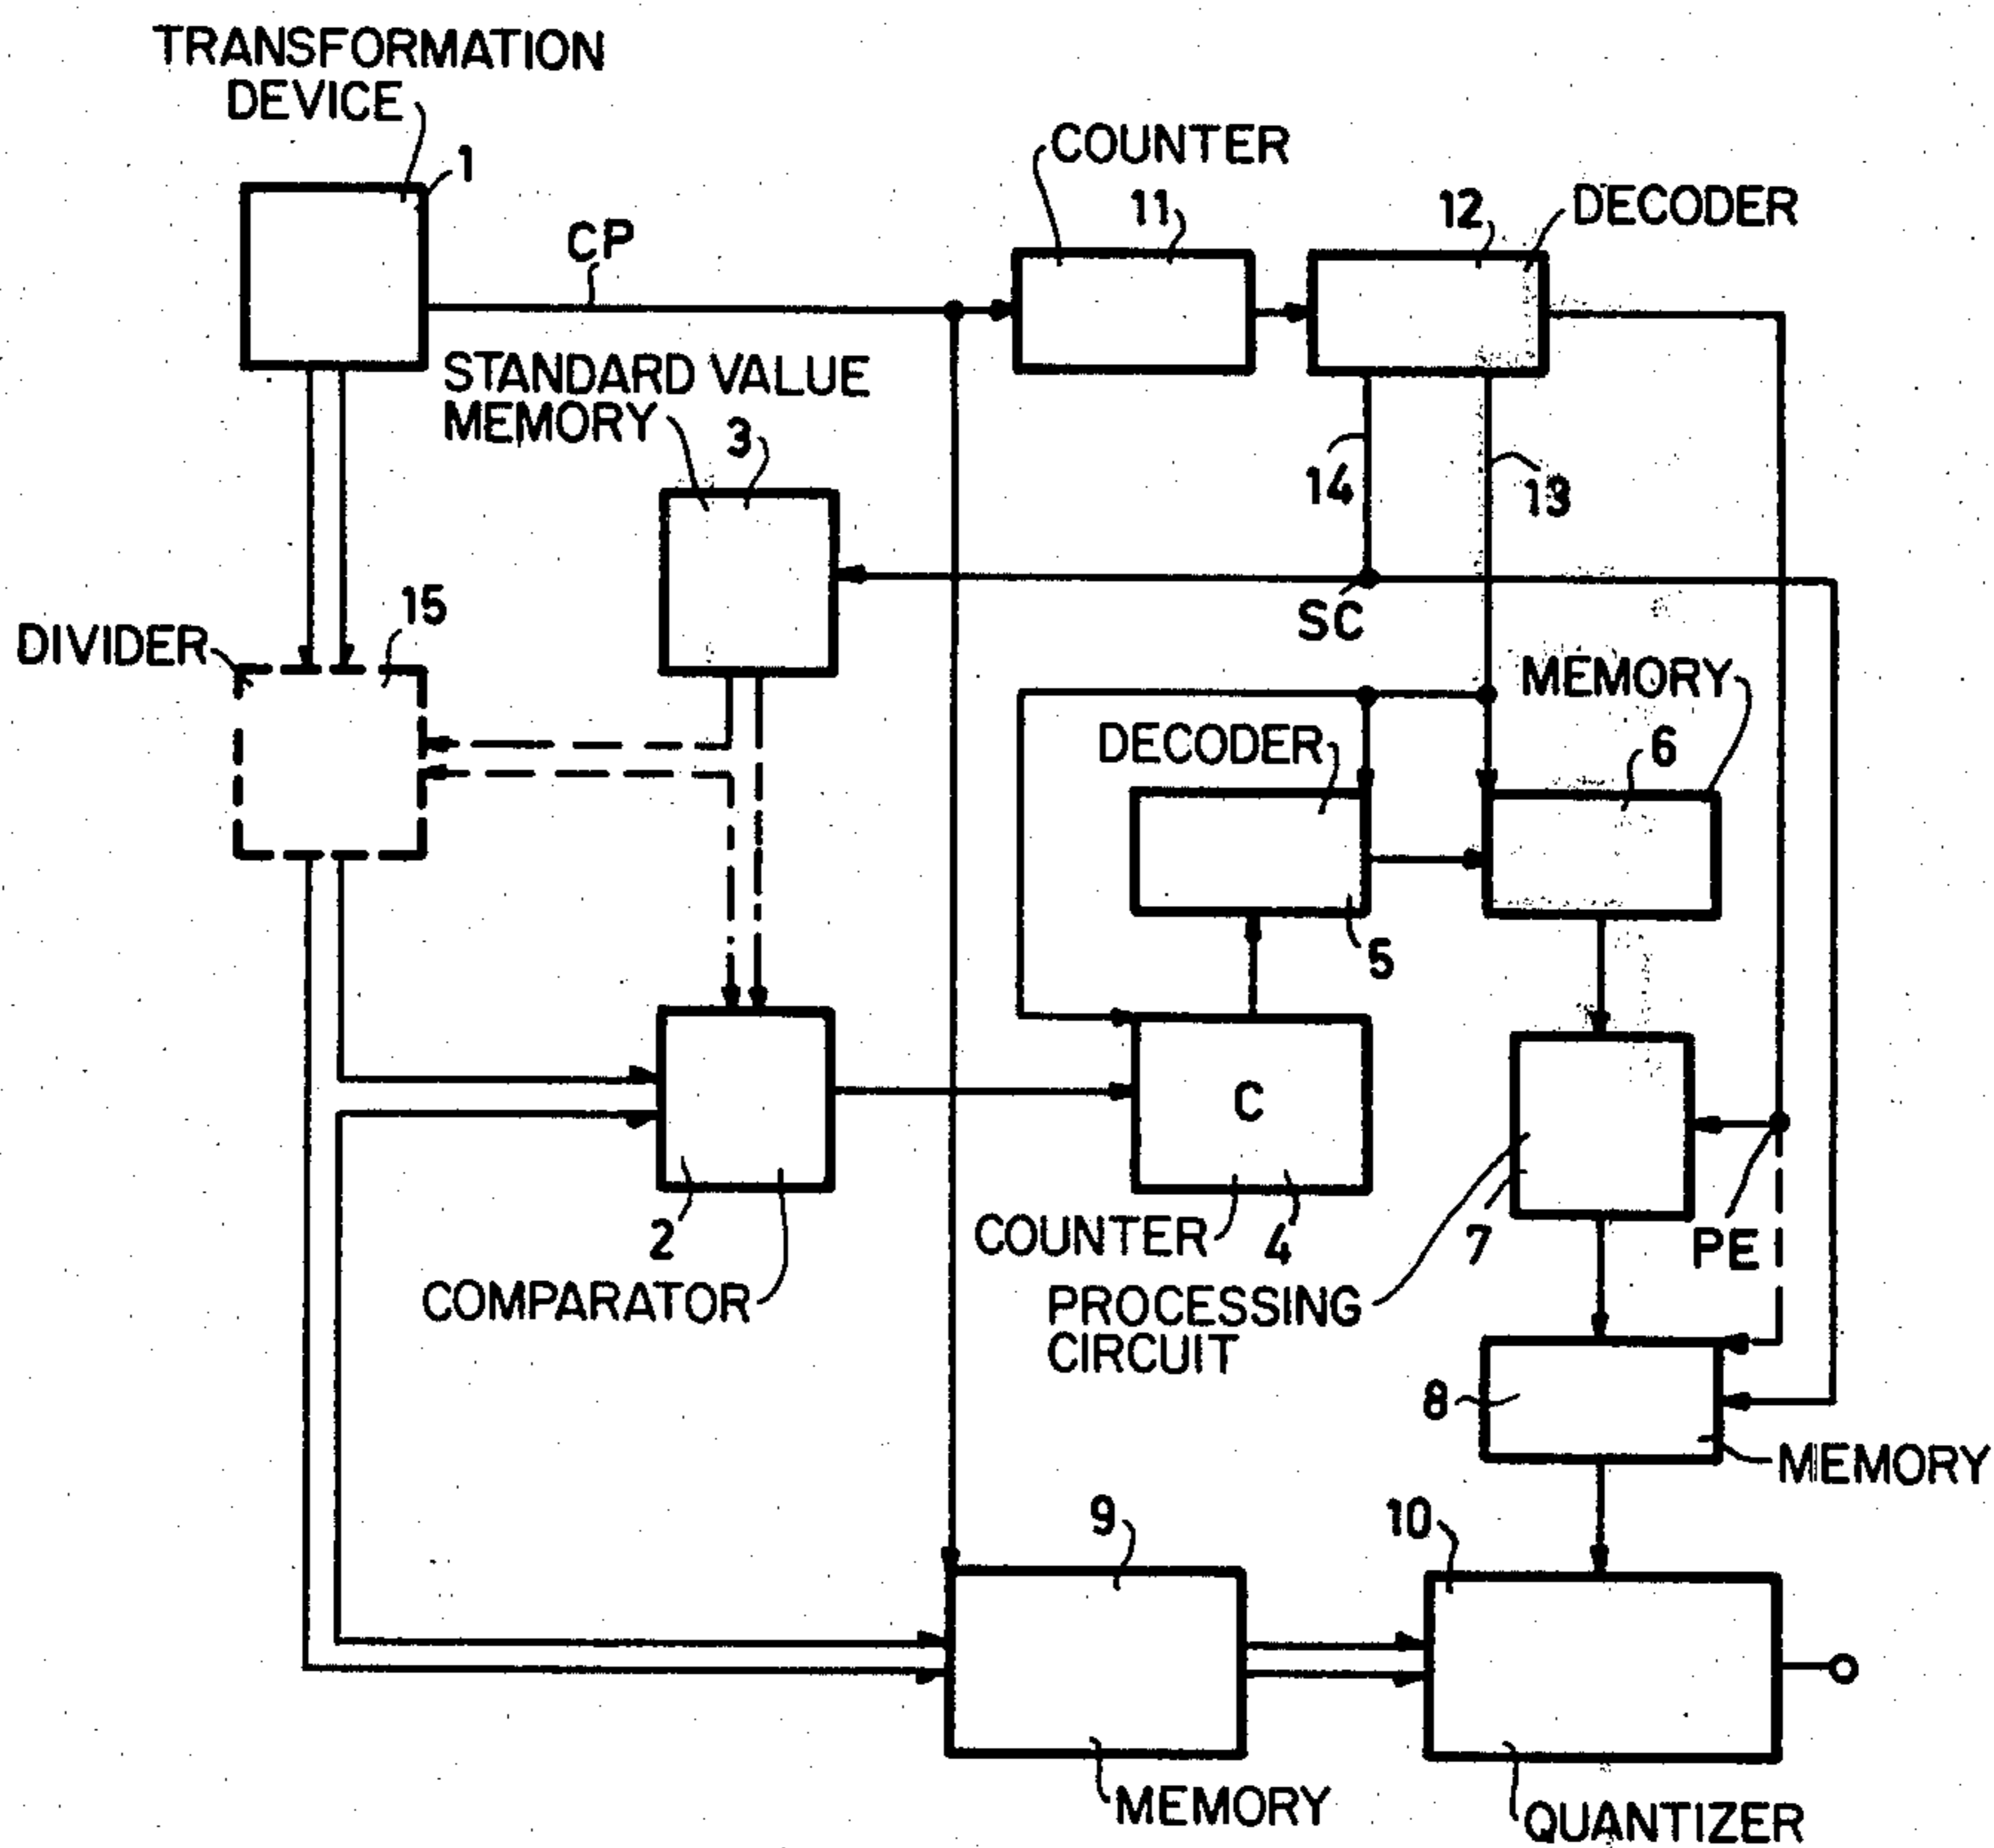 TRANSFORMATION
DEVICE
1
COUNTER
11
12
DECODER
CP
STANDARD VALUE
MEMORY
3
14
13
SC
DIVIDER
15
MEMORY
DECODER
6
5
C
2
COUNTER
4
7
PE
COMPARATOR
PROCESSING
CIRCUIT
8
MEMORY
9
10
MEMORY
QUANTIZER